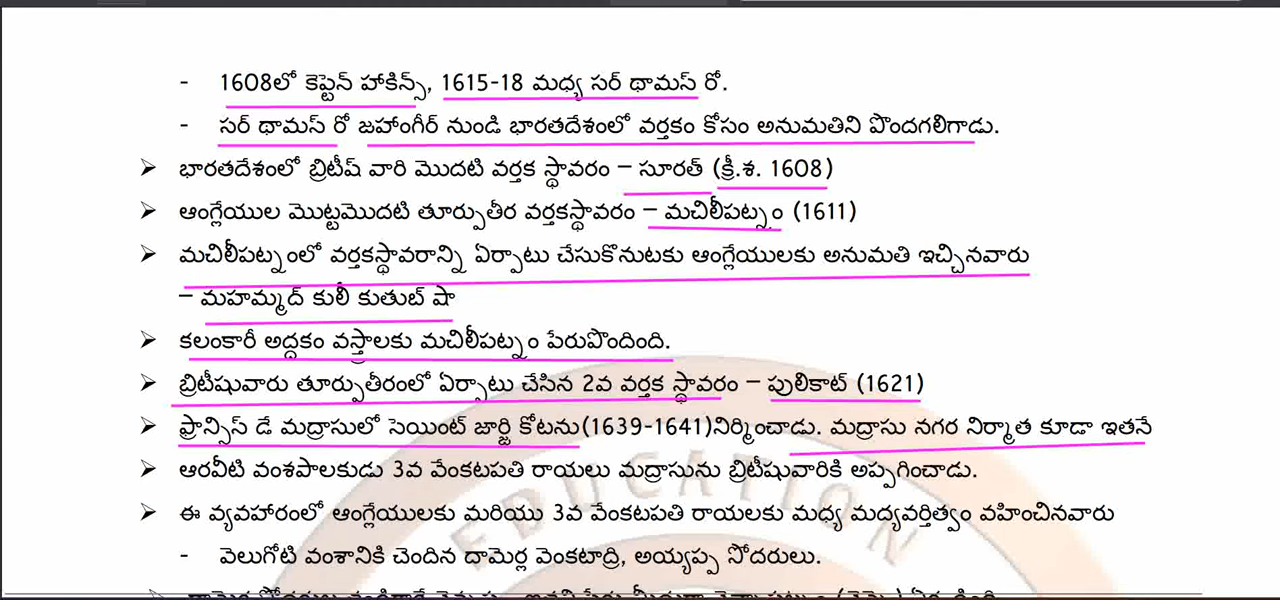 - 1608లో కెప్టెన్ హాకిన్స్, 1615-18 మధ్య సర్ థామస్ రో.
- సర్ థామస్ రో జహంగీర్ నుండి భారతదేశంలో వర్తకం కోసం అనుమతిని పొందగలిగాడు.
➢ భారతదేశంలో బ్రిటీష్ వారి మొదటి వర్తక స్థావరం – సూరత్ (క్రీ.శ. 1608)
➢ ఆంగ్లేయుల మొట్టమొదటి తూర్పుతీర వర్తకస్థావరం – మచిలీపట్నం (1611)
➢ మచిలీపట్నంలో వర్తకస్థావరాన్ని ఏర్పాటు చేసుకొనుటకు ఆంగ్లేయులకు అనుమతి ఇచ్చినవారు
– మహమ్మద్ కులీ కుతుబ్ షా
➢ కలంకారీ అద్దకం వస్త్రాలకు మచిలీపట్నం పేరుపొందింది.
➢ బ్రిటీషువారు తూర్పుతీరంలో ఏర్పాటు చేసిన 2వ వర్తక స్థావరం – పులికాట్ (1621)
➢ ఫ్రాన్సిస్ డే మద్రాసులో సెయింట్ జార్జి కోటను(1639-1641)నిర్మించాడు. మద్రాసు నగర నిర్మాత కూడా ఇతనే
➢ ఆరవీటి వంశపాలకుడు 3వ వేంకటపతి రాయలు మద్రాసును బ్రిటీషువారికి అప్పగించాడు.
➢ ఈ వ్యవహారంలో ఆంగ్లేయులకు మరియు 3వ వేంకటపతి రాయలకు మధ్య మధ్యవర్తిత్వం వహించినవారు
- వెలుగోటి వంశానికి చెందిన దామెర్ల వెంకటాద్రి, అయ్యప్ప సోదరులు.
EDUCATION